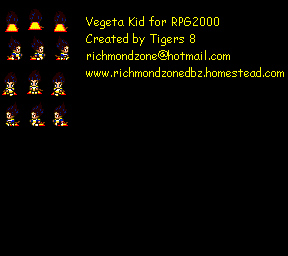 Vegeta Kid for RPG2000
Created by Tigers 8
richmondzone@hotmail.com
www.richmondzonedbz.homestead.com